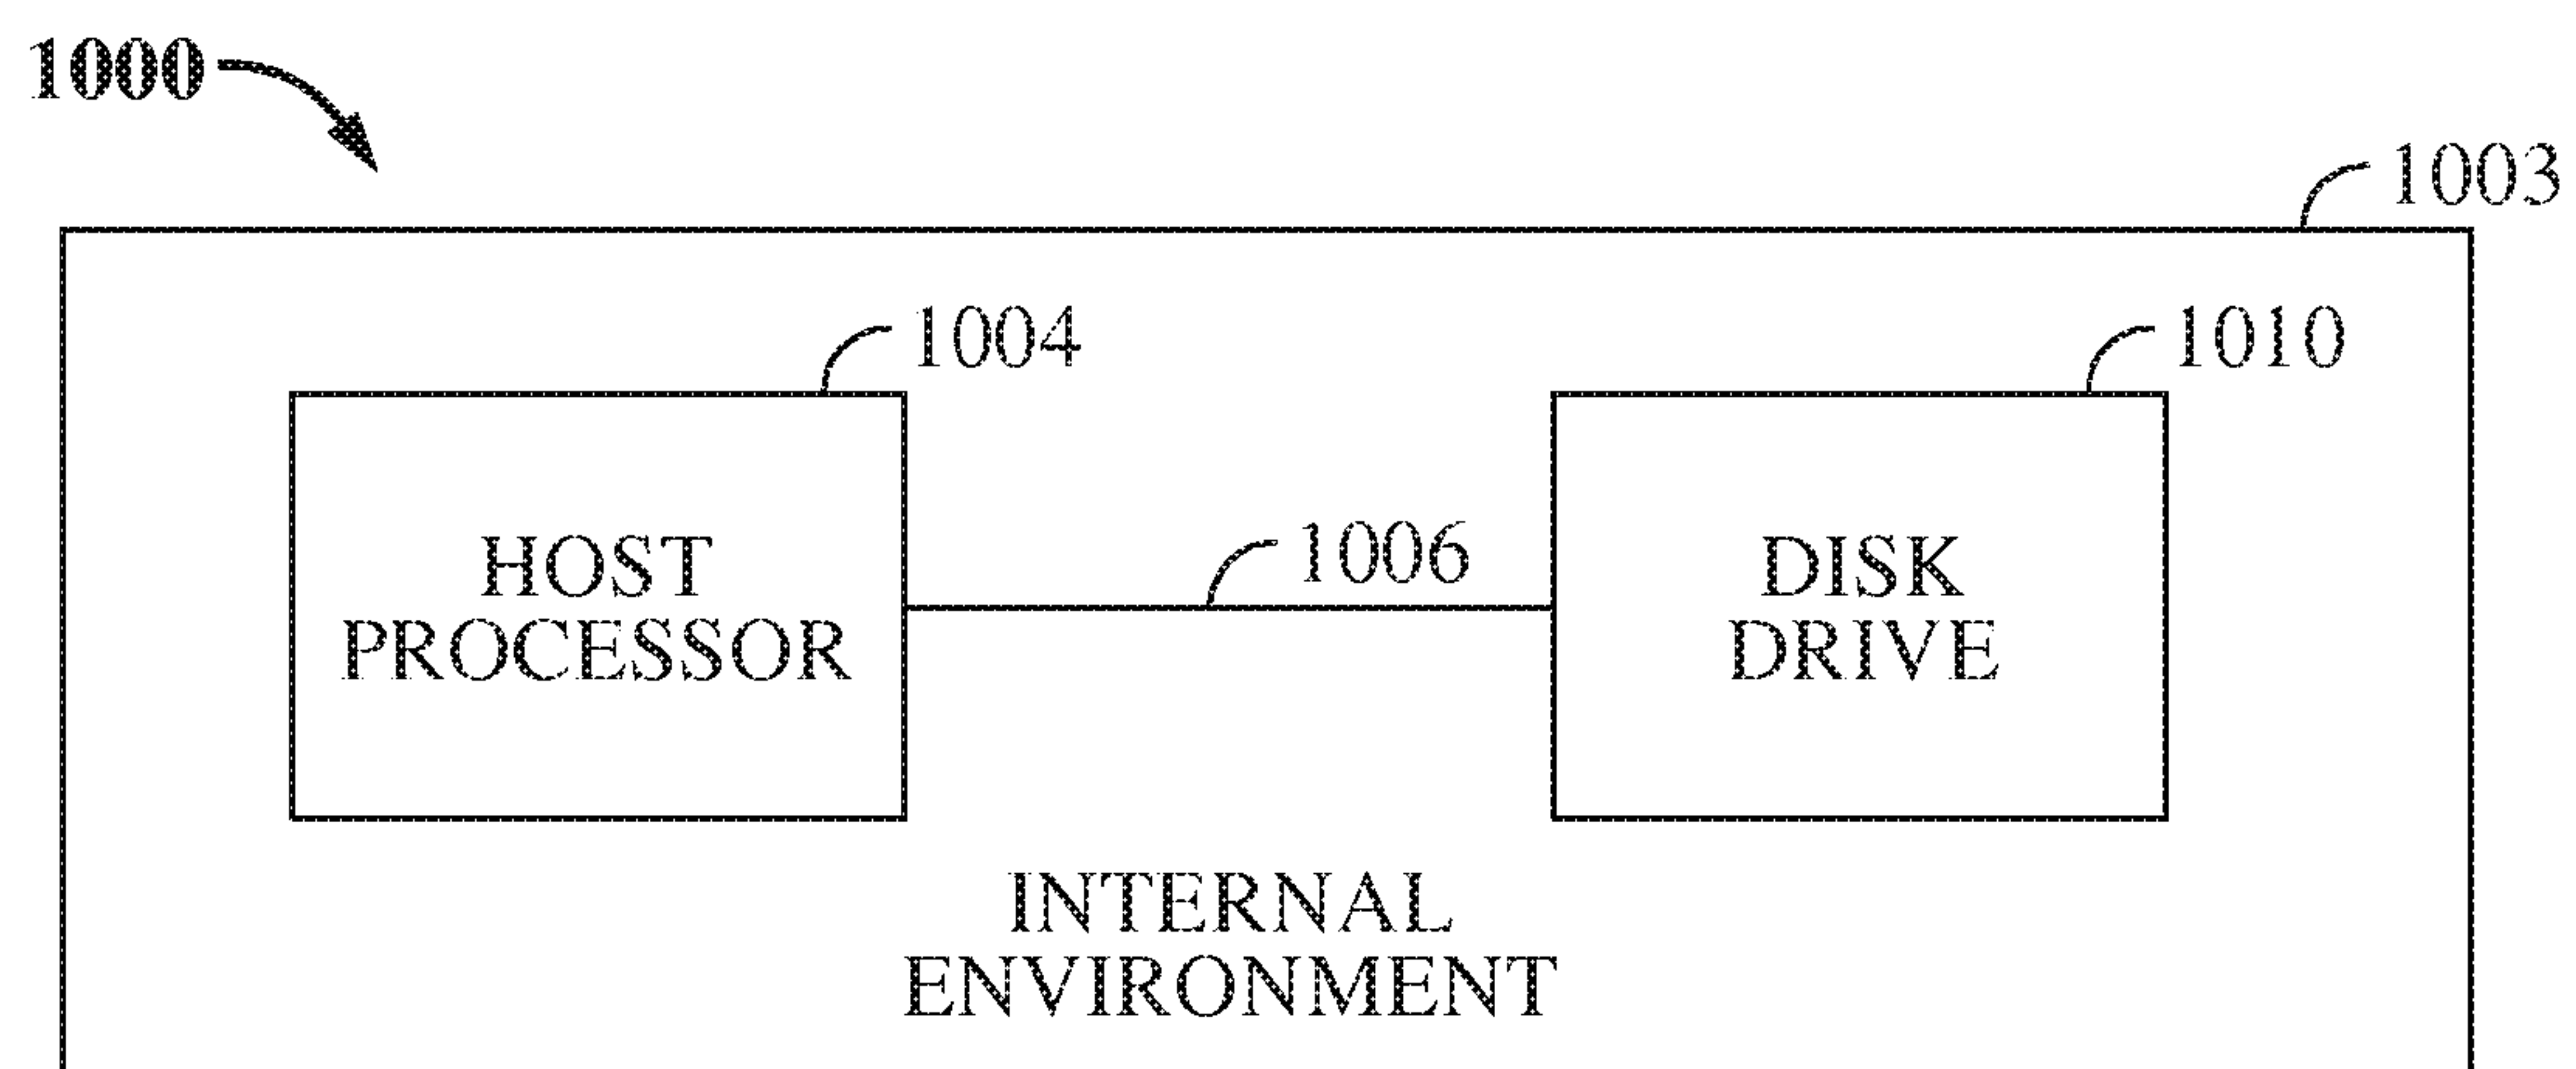 1000
1003
1004
1010
1006
HOST
PROCESSOR
DISK
DRIVE
INTERNAL
ENVIRONMENT